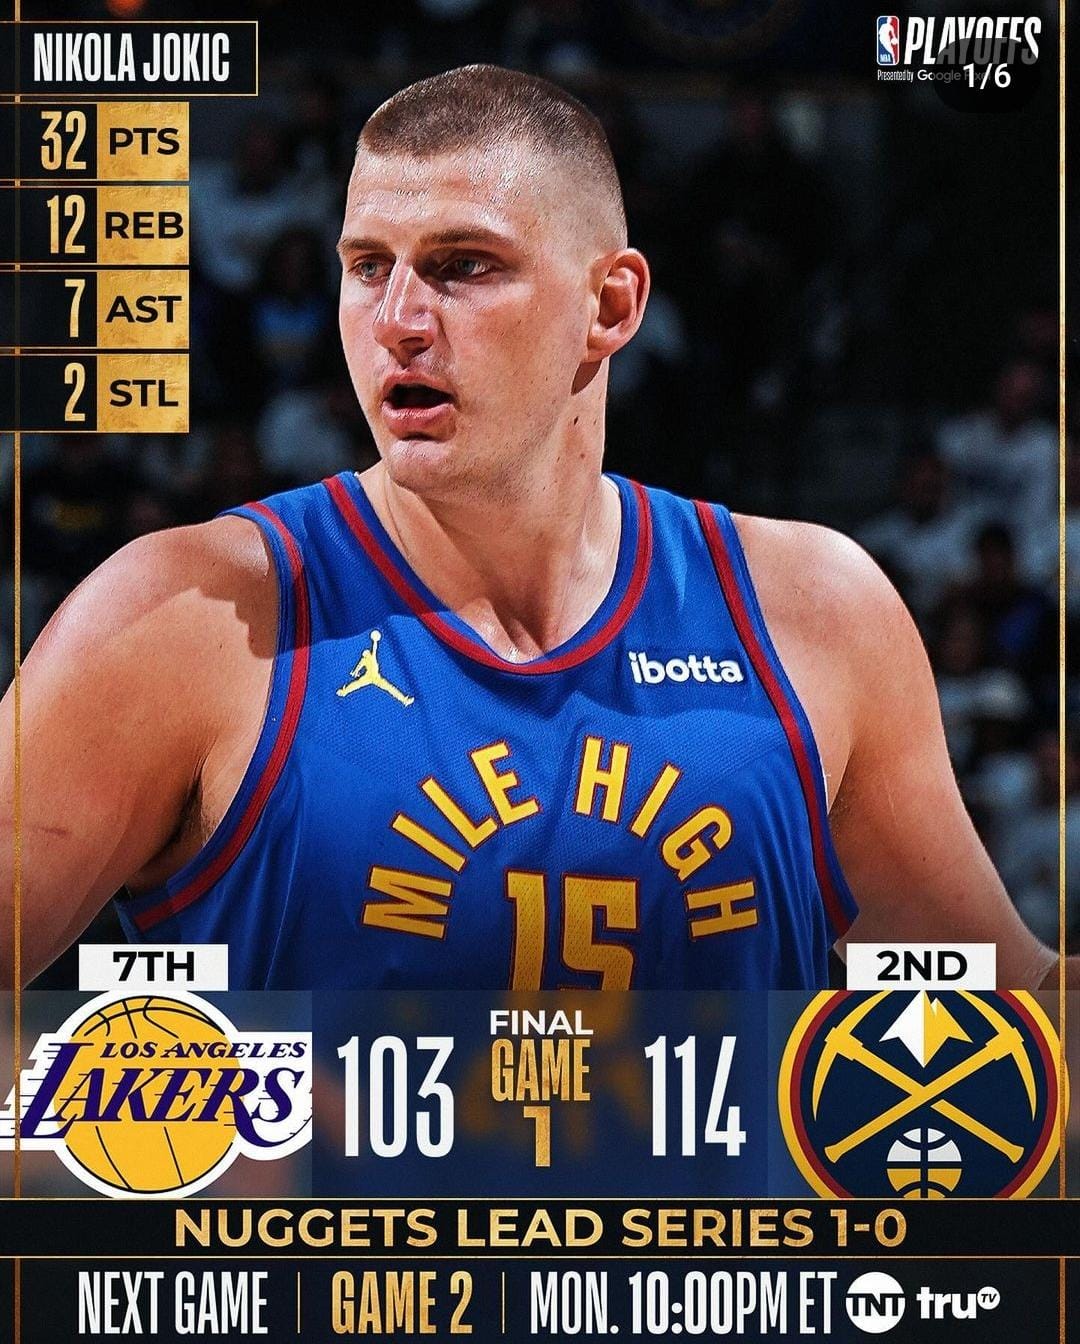 NIKOLA JOKIC
NBA
PLAYOFFS
Presented by Google Pixel
1/6
32 PTS
12 REB
7 AST
2 STL
ibotta
MILE HIGH
15
7TH
2ND
LOS ANGELES
LAKERS
103
FINAL
GAME
1
114
NUGGETS LEAD SERIES 1-0
NEXT GAME | GAME 2 | MON. 10:00PM ET TNT truTV